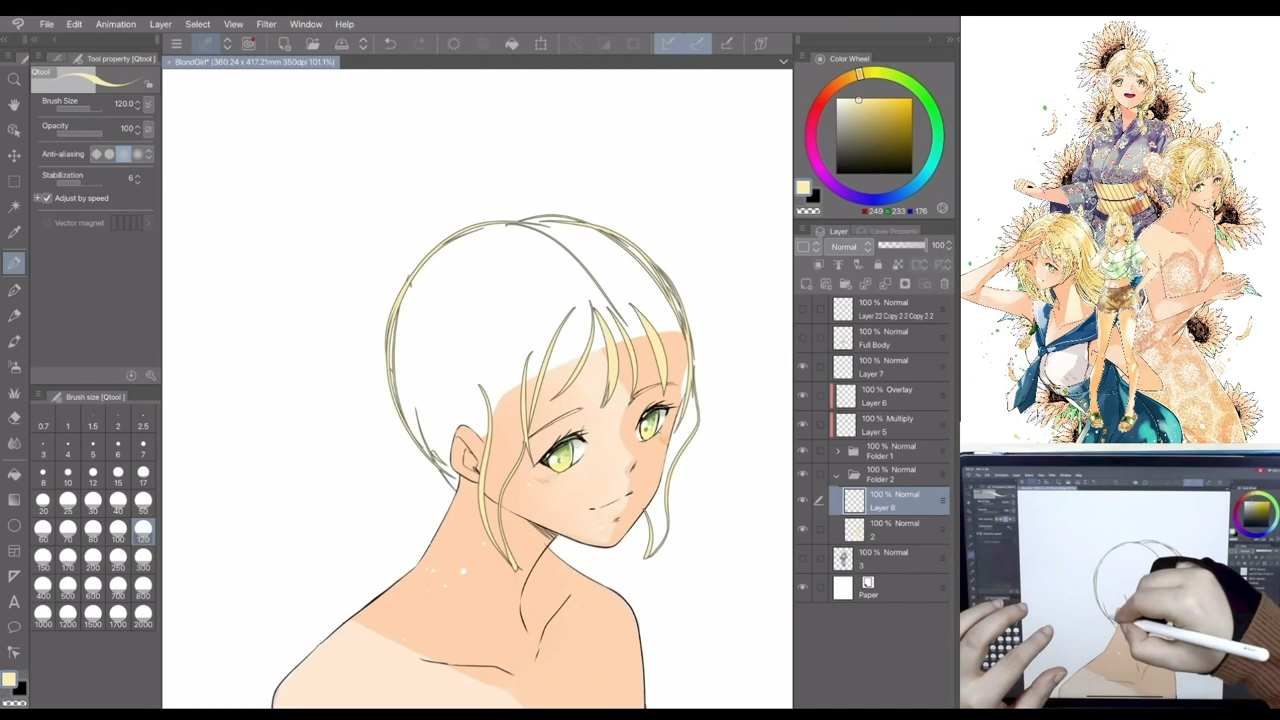 File Edit Animation Layer Select View Filter Window Help
Tool property [Qtool]
BlondGirl* (360.24 x 417.21mm 350dpi 101.1%)
Qtool
Brush Size 120.0
Opacity 100
Anti-aliasing
Stabilization 6
Adjust by speed
Vector magnet
Brush size [Qtool]
0.7 1 1.5 2 2.5
3 4 5 6 7
8 10 12 15 17
20 25 30 40 50
60 70 80 100 120
150 170 200 250 300
400 500 600 700 800
1000 1200 1500 1700 2000
Color Wheel
249 233 176
Layer Layer Property
Normal 100
100 % Normal
Layer 22 Copy 2 2 Copy 2 2
100 % Normal
Full Body
100 % Normal
Layer 7
100 % Overlay
Layer 6
100 % Multiply
Layer 5
100 % Normal
Folder 1
100 % Normal
Folder 2
100 % Normal
Layer 8
100 % Normal
2
100 % Normal
3
Paper